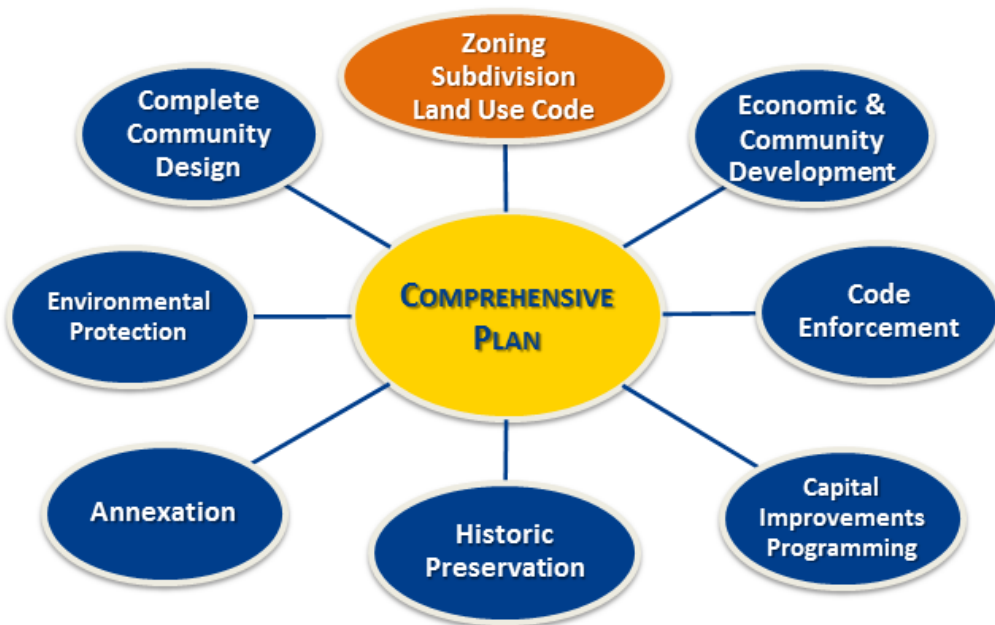 Zoning
Subdivision
Land Use Code
Complete
Community
Design
Economic &
Community
Development
Environmental
Protection
COMPREHENSIVE
PLAN
Code
Enforcement
Annexation
Historic
Preservation
Capital
Improvements
Programming